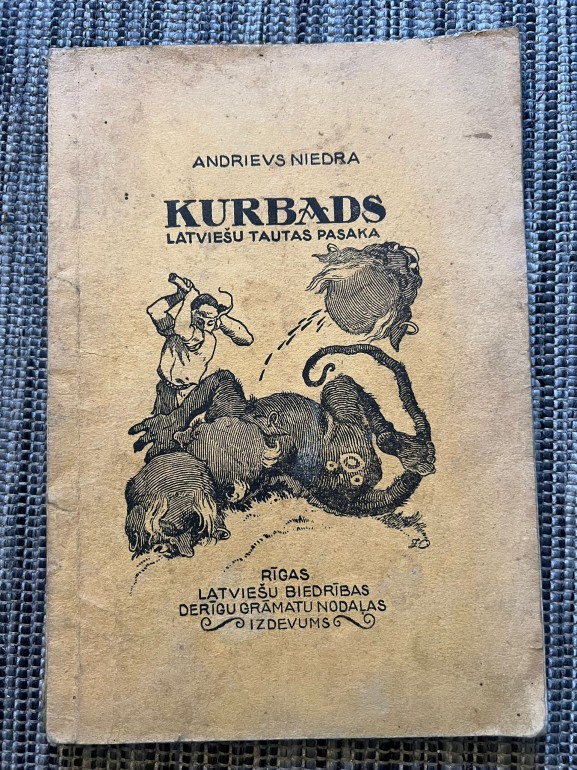 ANDRIEVS NIEDRA
KURBADS
LATVIEŠU TAUTAS PASAKA
RĪGAS
LATVIEŠU BIEDRĪBAS
DERĪGU GRĀMATU NODAĻAS
IZDEVUMS